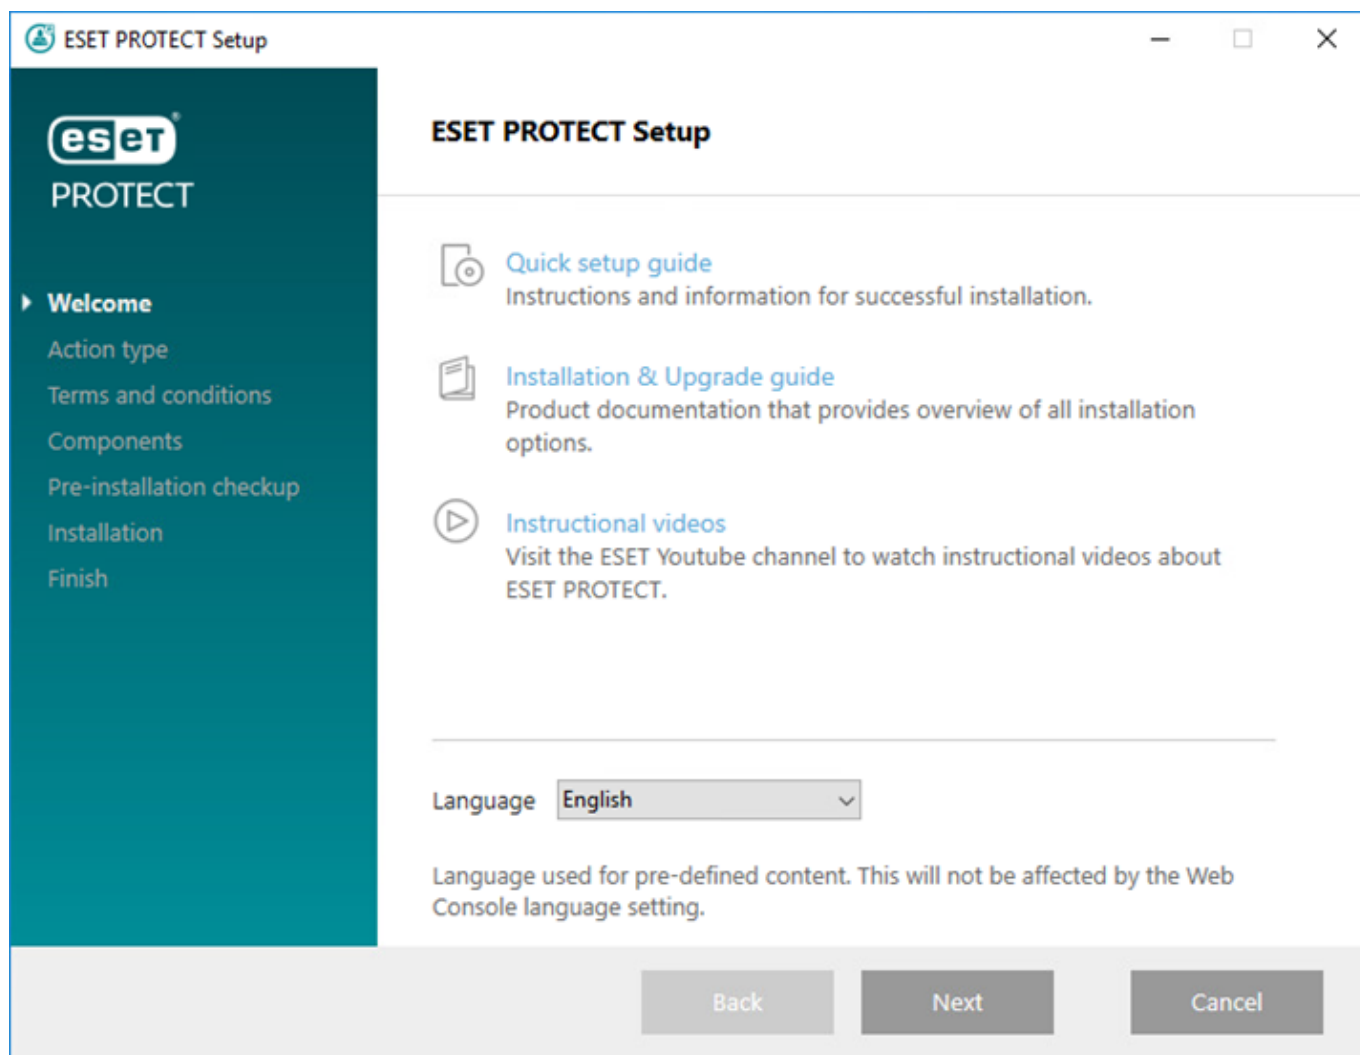 ESET PROTECT Setup
eset®
PROTECT
Welcome
Action type
Terms and conditions
Components
Pre-installation checkup
Installation
Finish
ESET PROTECT Setup
Quick setup guide
Instructions and information for successful installation.
Installation & Upgrade guide
Product documentation that provides overview of all installation
options.
Instructional videos
Visit the ESET Youtube channel to watch instructional videos about
ESET PROTECT.
Language English
Language used for pre-defined content. This will not be affected by the Web
Console language setting.
Back Next Cancel